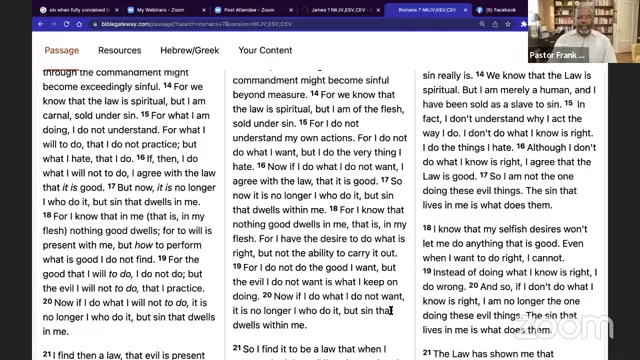 sin when fully conceived b
My Webinars - Zoom
Post Attendee - Zoom
James 1 NKJV;ESV;CEV
Romans 7 NKJV;ESV;CEV
(2) Facebook
biblegateway.com/passage/?search=romans+7&version=NKJV;ESV;CEV
Passage
Resources
Hebrew/Greek
Your Content
Pastor Frank
through the commandment might
become exceedingly sinful. 14 For we
know that the law is spiritual, but I am
carnal, sold under sin. 15 For what I am
doing, I do not understand. For what I
will to do, that I do not practice; but
what I hate, that I do. 16 If, then, I do
what I will not to do, I agree with the law
that it is good. 17 But now, it is no longer
I who do it, but sin that dwells in me.
18 For I know that in me (that is, in my
flesh) nothing good dwells; for to will is
present with me, but how to perform
what is good I do not find. 19 For the
good that I will to do, I do not do; but
the evil I will not to do, that I practice.
20 Now if I do what I will not to do, it is
no longer I who do it, but sin that dwells
in me.
21 I find then a law, that evil is present
commandment might become sinful
beyond measure. 14 For we know that
the law is spiritual, but I am of the flesh,
sold under sin. 15 For I do not
understand my own actions. For I do not
do what I want, but I do the very thing I
hate. 16 Now if I do what I do not want, I
agree with the law, that it is good. 17 So
now it is no longer I who do it, but sin
that dwells within me. 18 For I know that
nothing good dwells in me, that is, in my
flesh. For I have the desire to do what is
right, but not the ability to carry it out.
19 For I do not do the good I want, but
the evil I do not want is what I keep on
doing. 20 Now if I do what I do not want,
it is no longer I who do it, but sin that
dwells within me.
21 So I find it to be a law that when I
sin really is. 14 We know that the Law is
spiritual. But I am merely a human, and I
have been sold as a slave to sin. 15 In
fact, I don't understand why I act the
way I do. I don't do what I know is right.
I do the things I hate. 16 Although I don't
do what I know is right, I agree that the
Law is good. 17 So I am not the one
doing these evil things. The sin that
lives in me is what does them.
18 I know that my selfish desires won't
let me do anything that is good. Even
when I want to do right, I cannot.
19 Instead of doing what I know is right, I
do wrong. 20 And so, if I don't do what I
know is right, I am no longer the one
doing these evil things. The sin that
lives in me is what does them.
21 The Law has shown me that
zoom